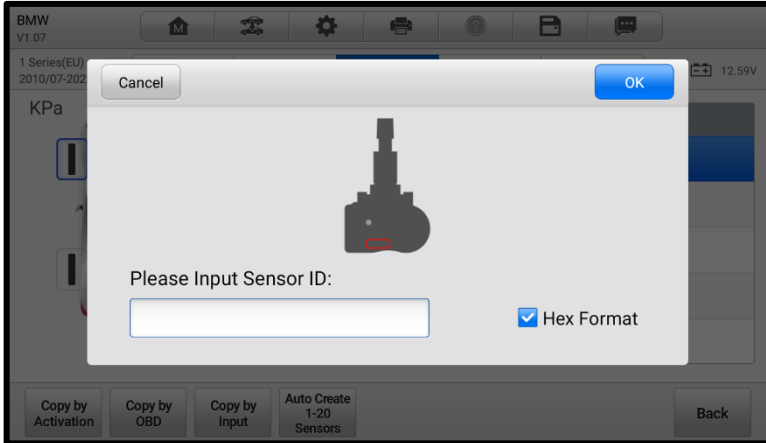 BMW
V1.07
M
1 Series(EU)
2010/07-202
12.59V
Cancel
OK
KPa
Please Input Sensor ID:
Hex Format
Copy by
Activation
Copy by
OBD
Copy by
Input
Auto Create
1-20
Sensors
Back